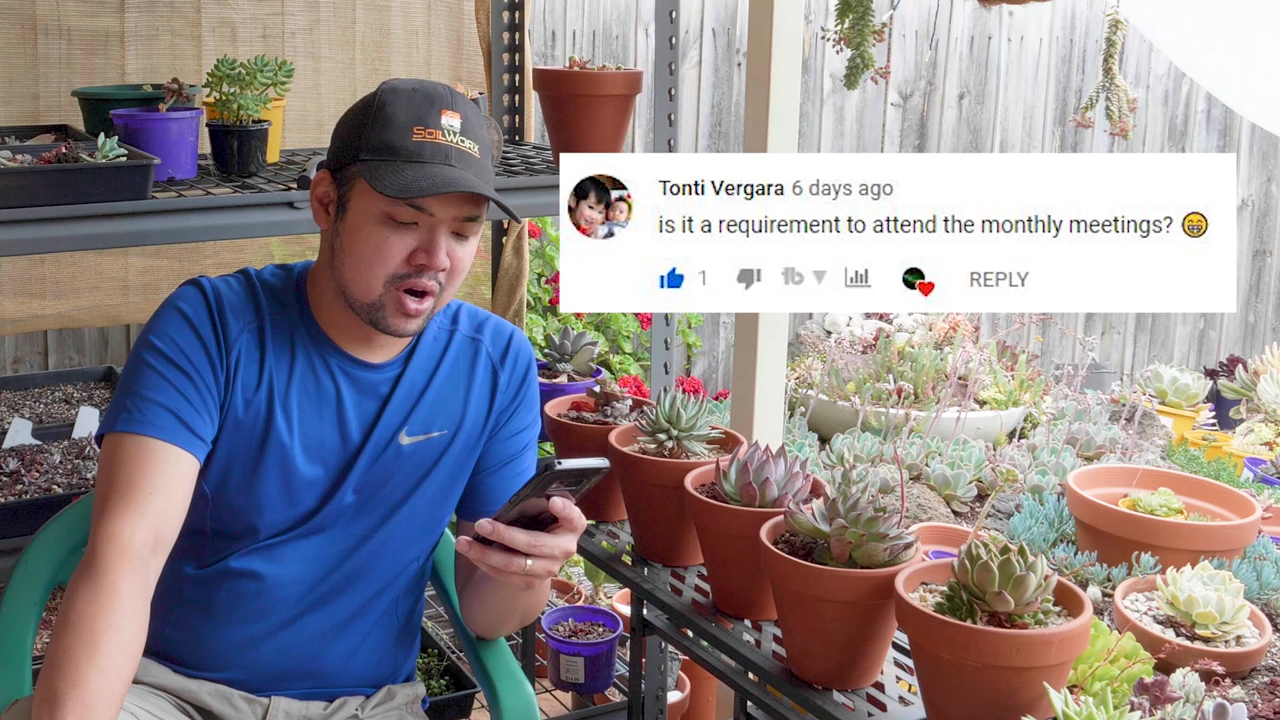 SOILWORX
Tonti Vergara 6 days ago
is it a requirement to attend the monthly meetings? 😁
1
REPLY